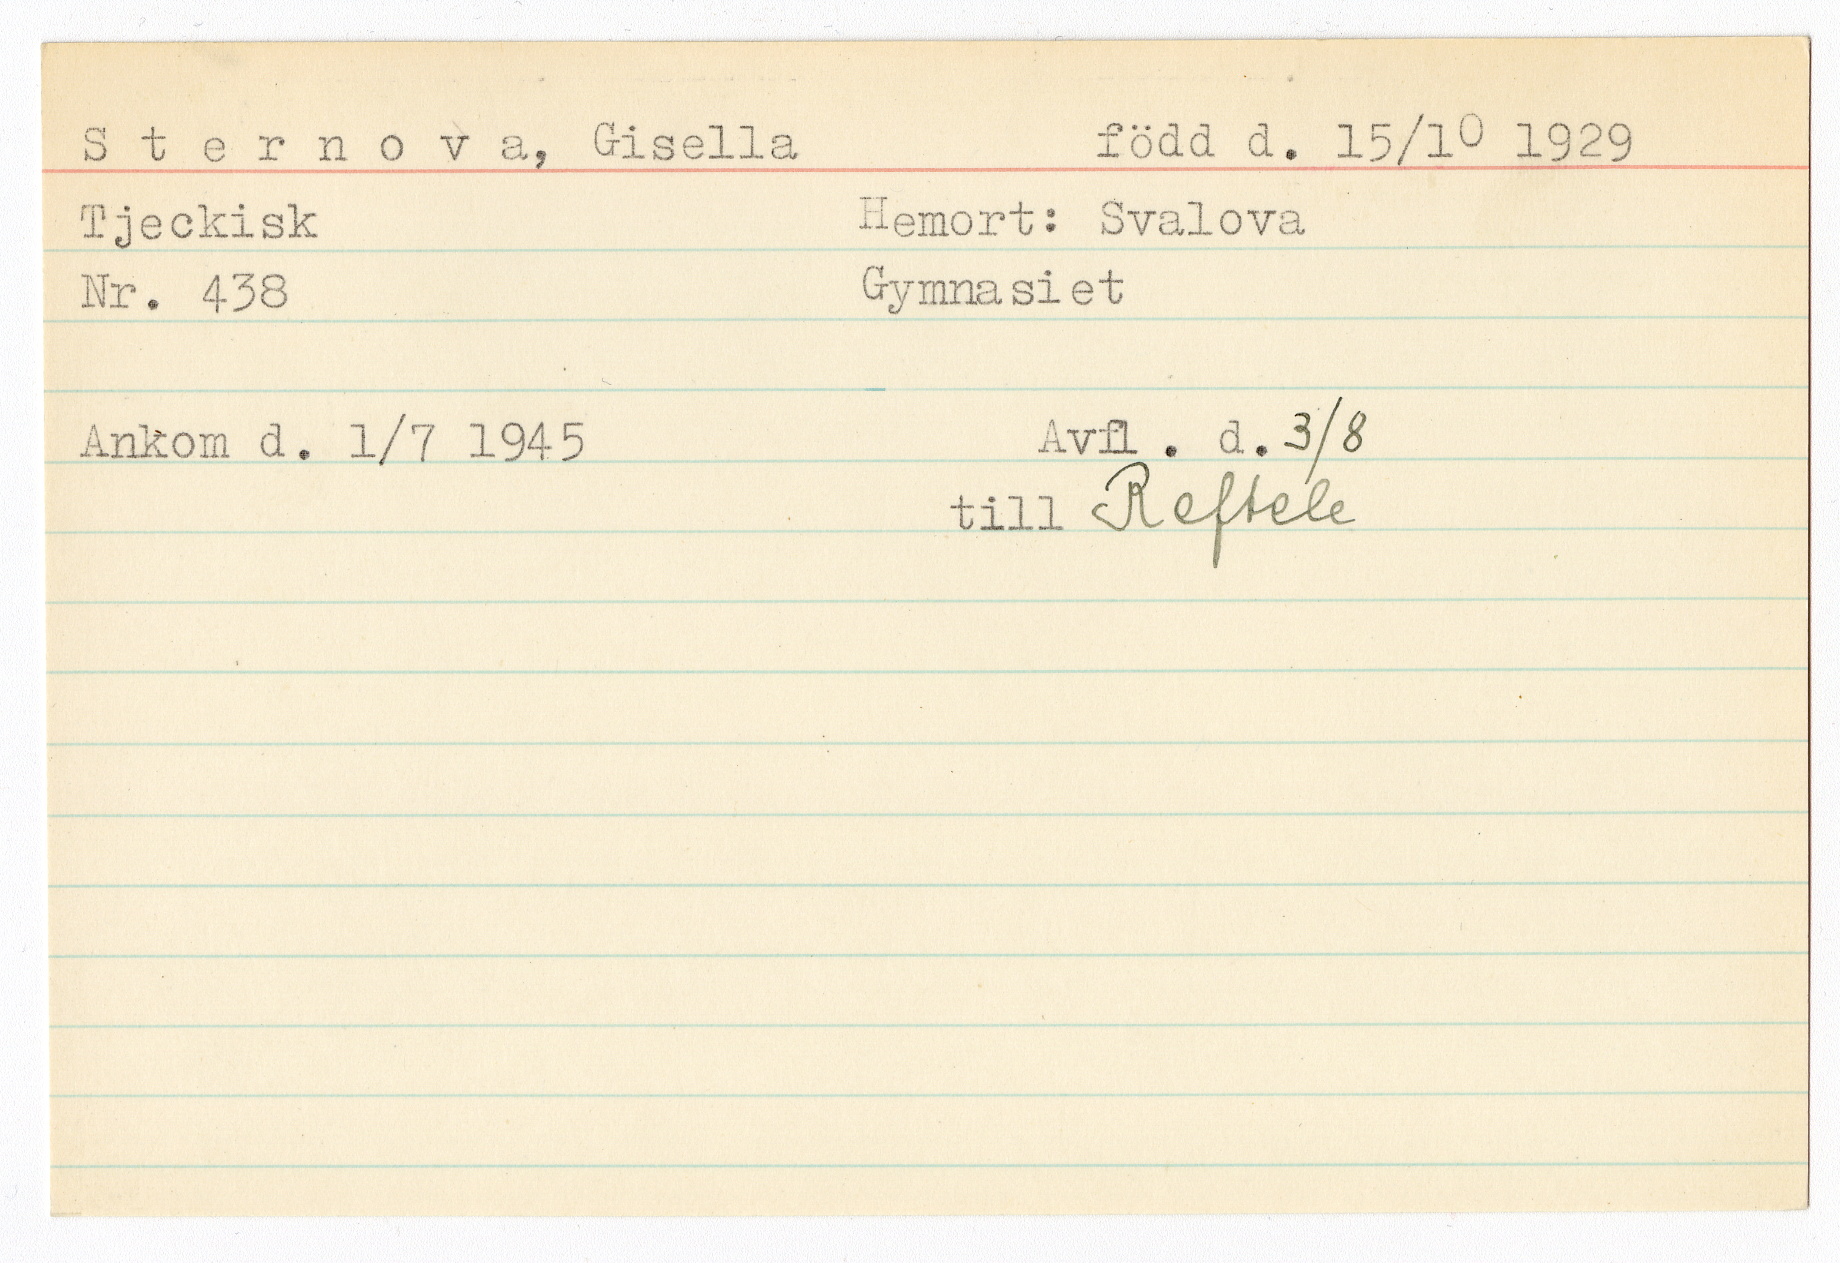 S t e r n o v a, Gisella född d. 15/10 1929
Tjeckisk Hemort: Svalova
Nr. 438 Gymnasiet
Ankom d. 1/7 1945 Avfl. d. 3/8
till Reftele